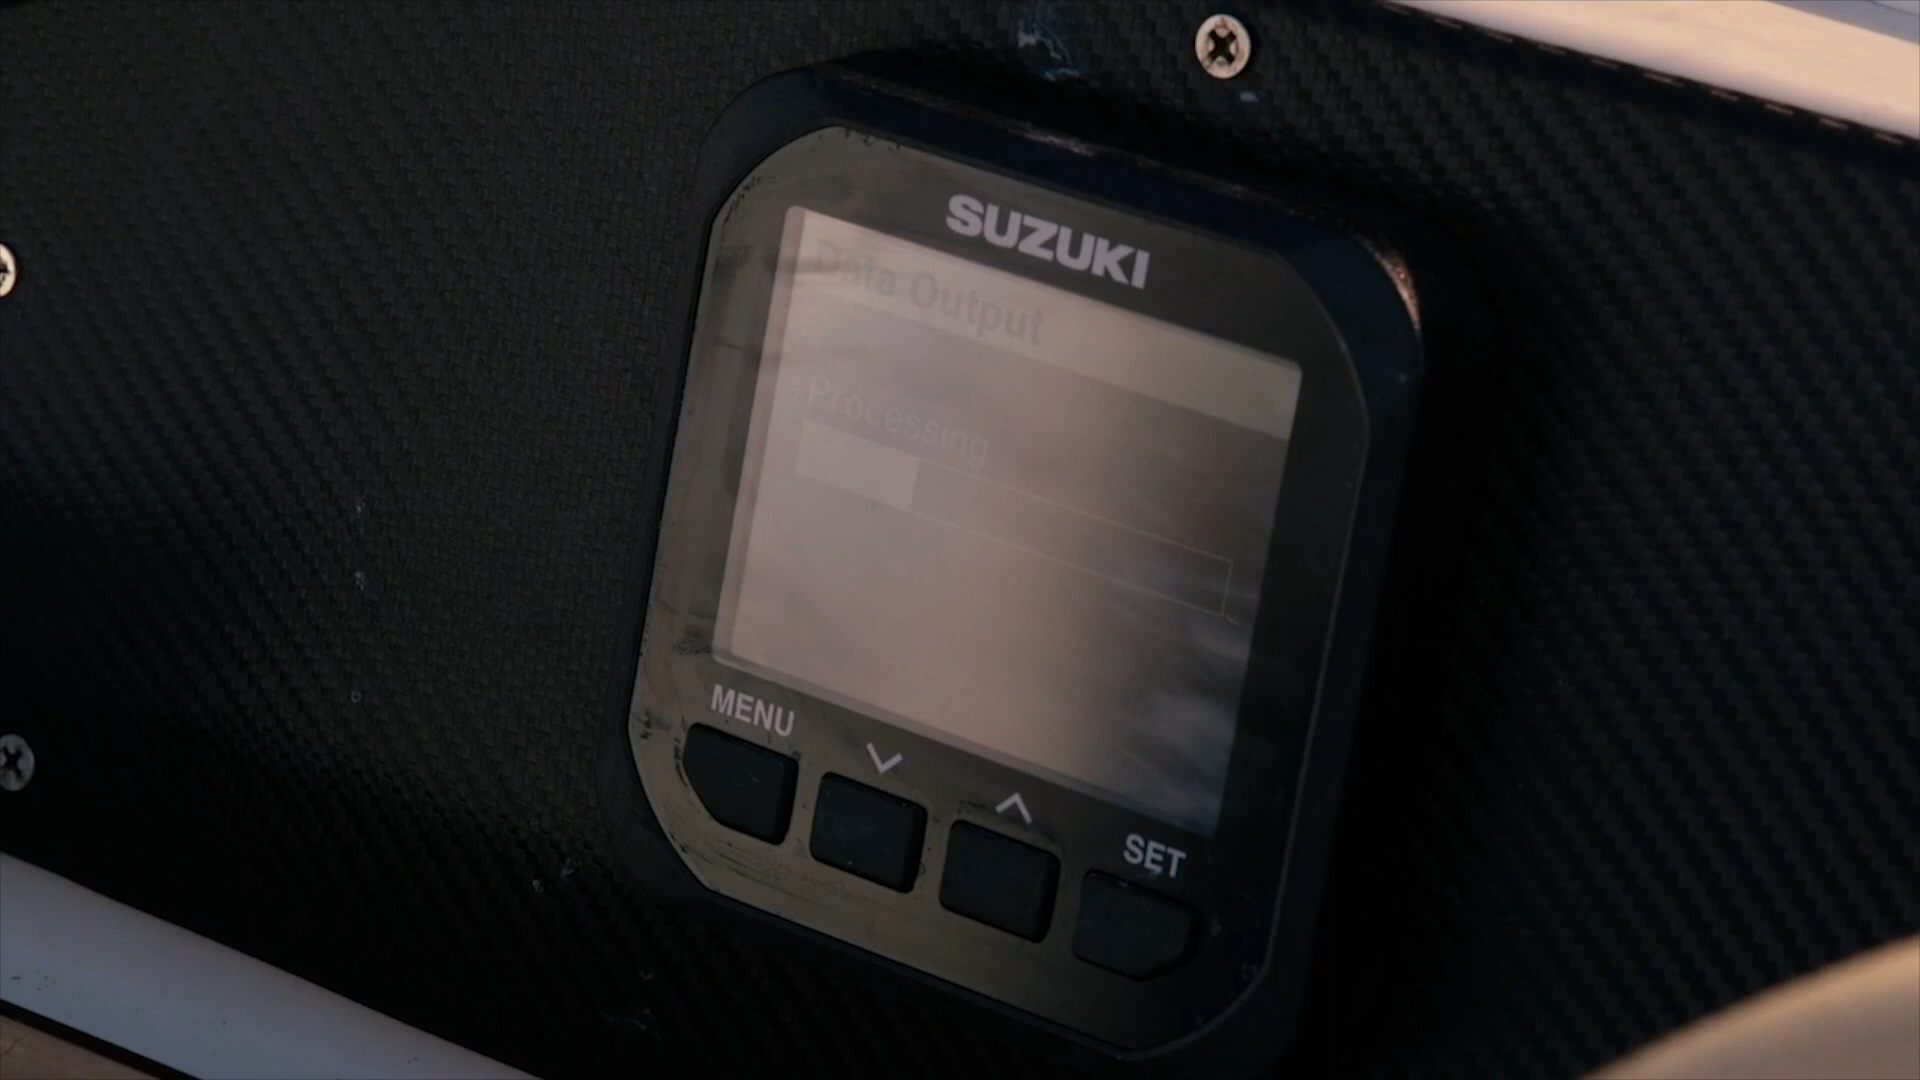 SUZUKI
Data Output
Processing
MENU
SET